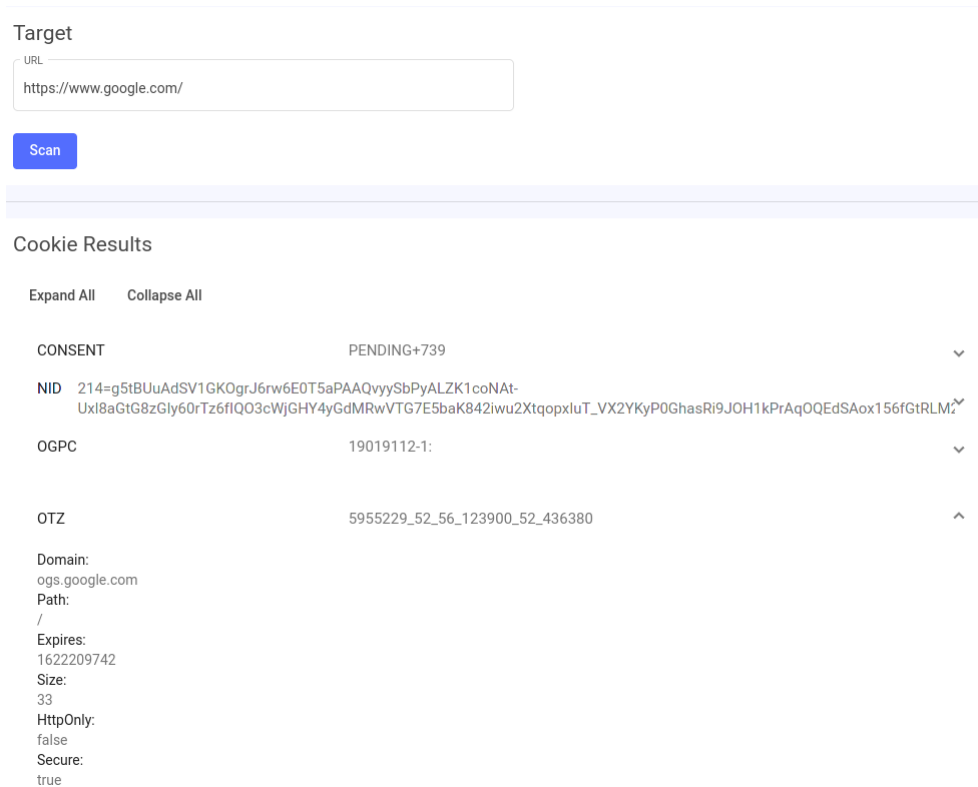 Target
URL
https://www.google.com/
Scan
Cookie Results
Expand All Collapse All
CONSENT PENDING+739
NID 214=g5tBUuAdSV1GKOgrJ6rw6E0T5aPAAQvyySbPyALZK1coNAt-
UxI8aGtG8zGly60rTz6fIQO3cWjGHY4yGdMRwVTG7E5baK842iwu2XtqopxIuT_VX2YKyP0GhasRi9JOH1kPrAqOQEdSAox156fGtRLM2
OGPC 19019112-1:
OTZ 5955229_52_56_123900_52_436380
Domain:
ogs.google.com
Path:
/
Expires:
1622209742
Size:
33
HttpOnly:
false
Secure:
true